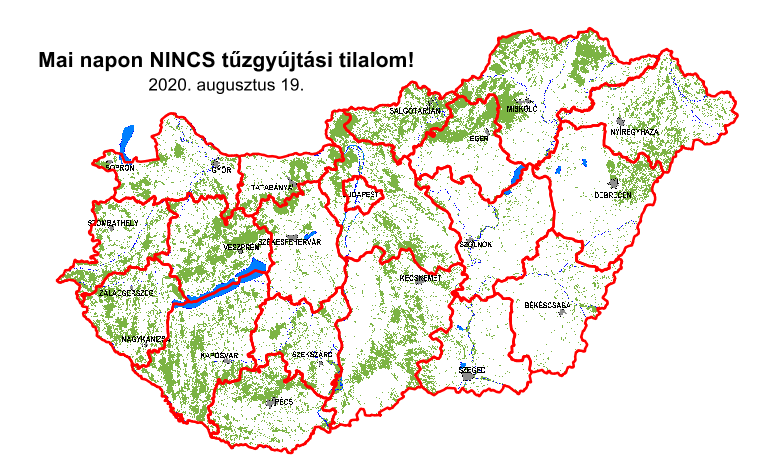 Mai napon NINCS tűzgyújtási tilalom!
2020. augusztus 19.
SALGÓTARJÁN
MISKOLC
EGER
NYÍREGYHÁZA
SOPRON
GYŐR
TATABÁNYA
BUDAPEST
DEBRECEN
SZOMBATHELY
VESZPRÉM
SZÉKESFEHÉRVÁR
SZOLNOK
ZALAEGERSZEG
KECSKEMÉT
BÉKÉSCSABA
NAGYKANIZSA
KAPOSVÁR
SZEKSZÁRD
SZEGED
PÉCS